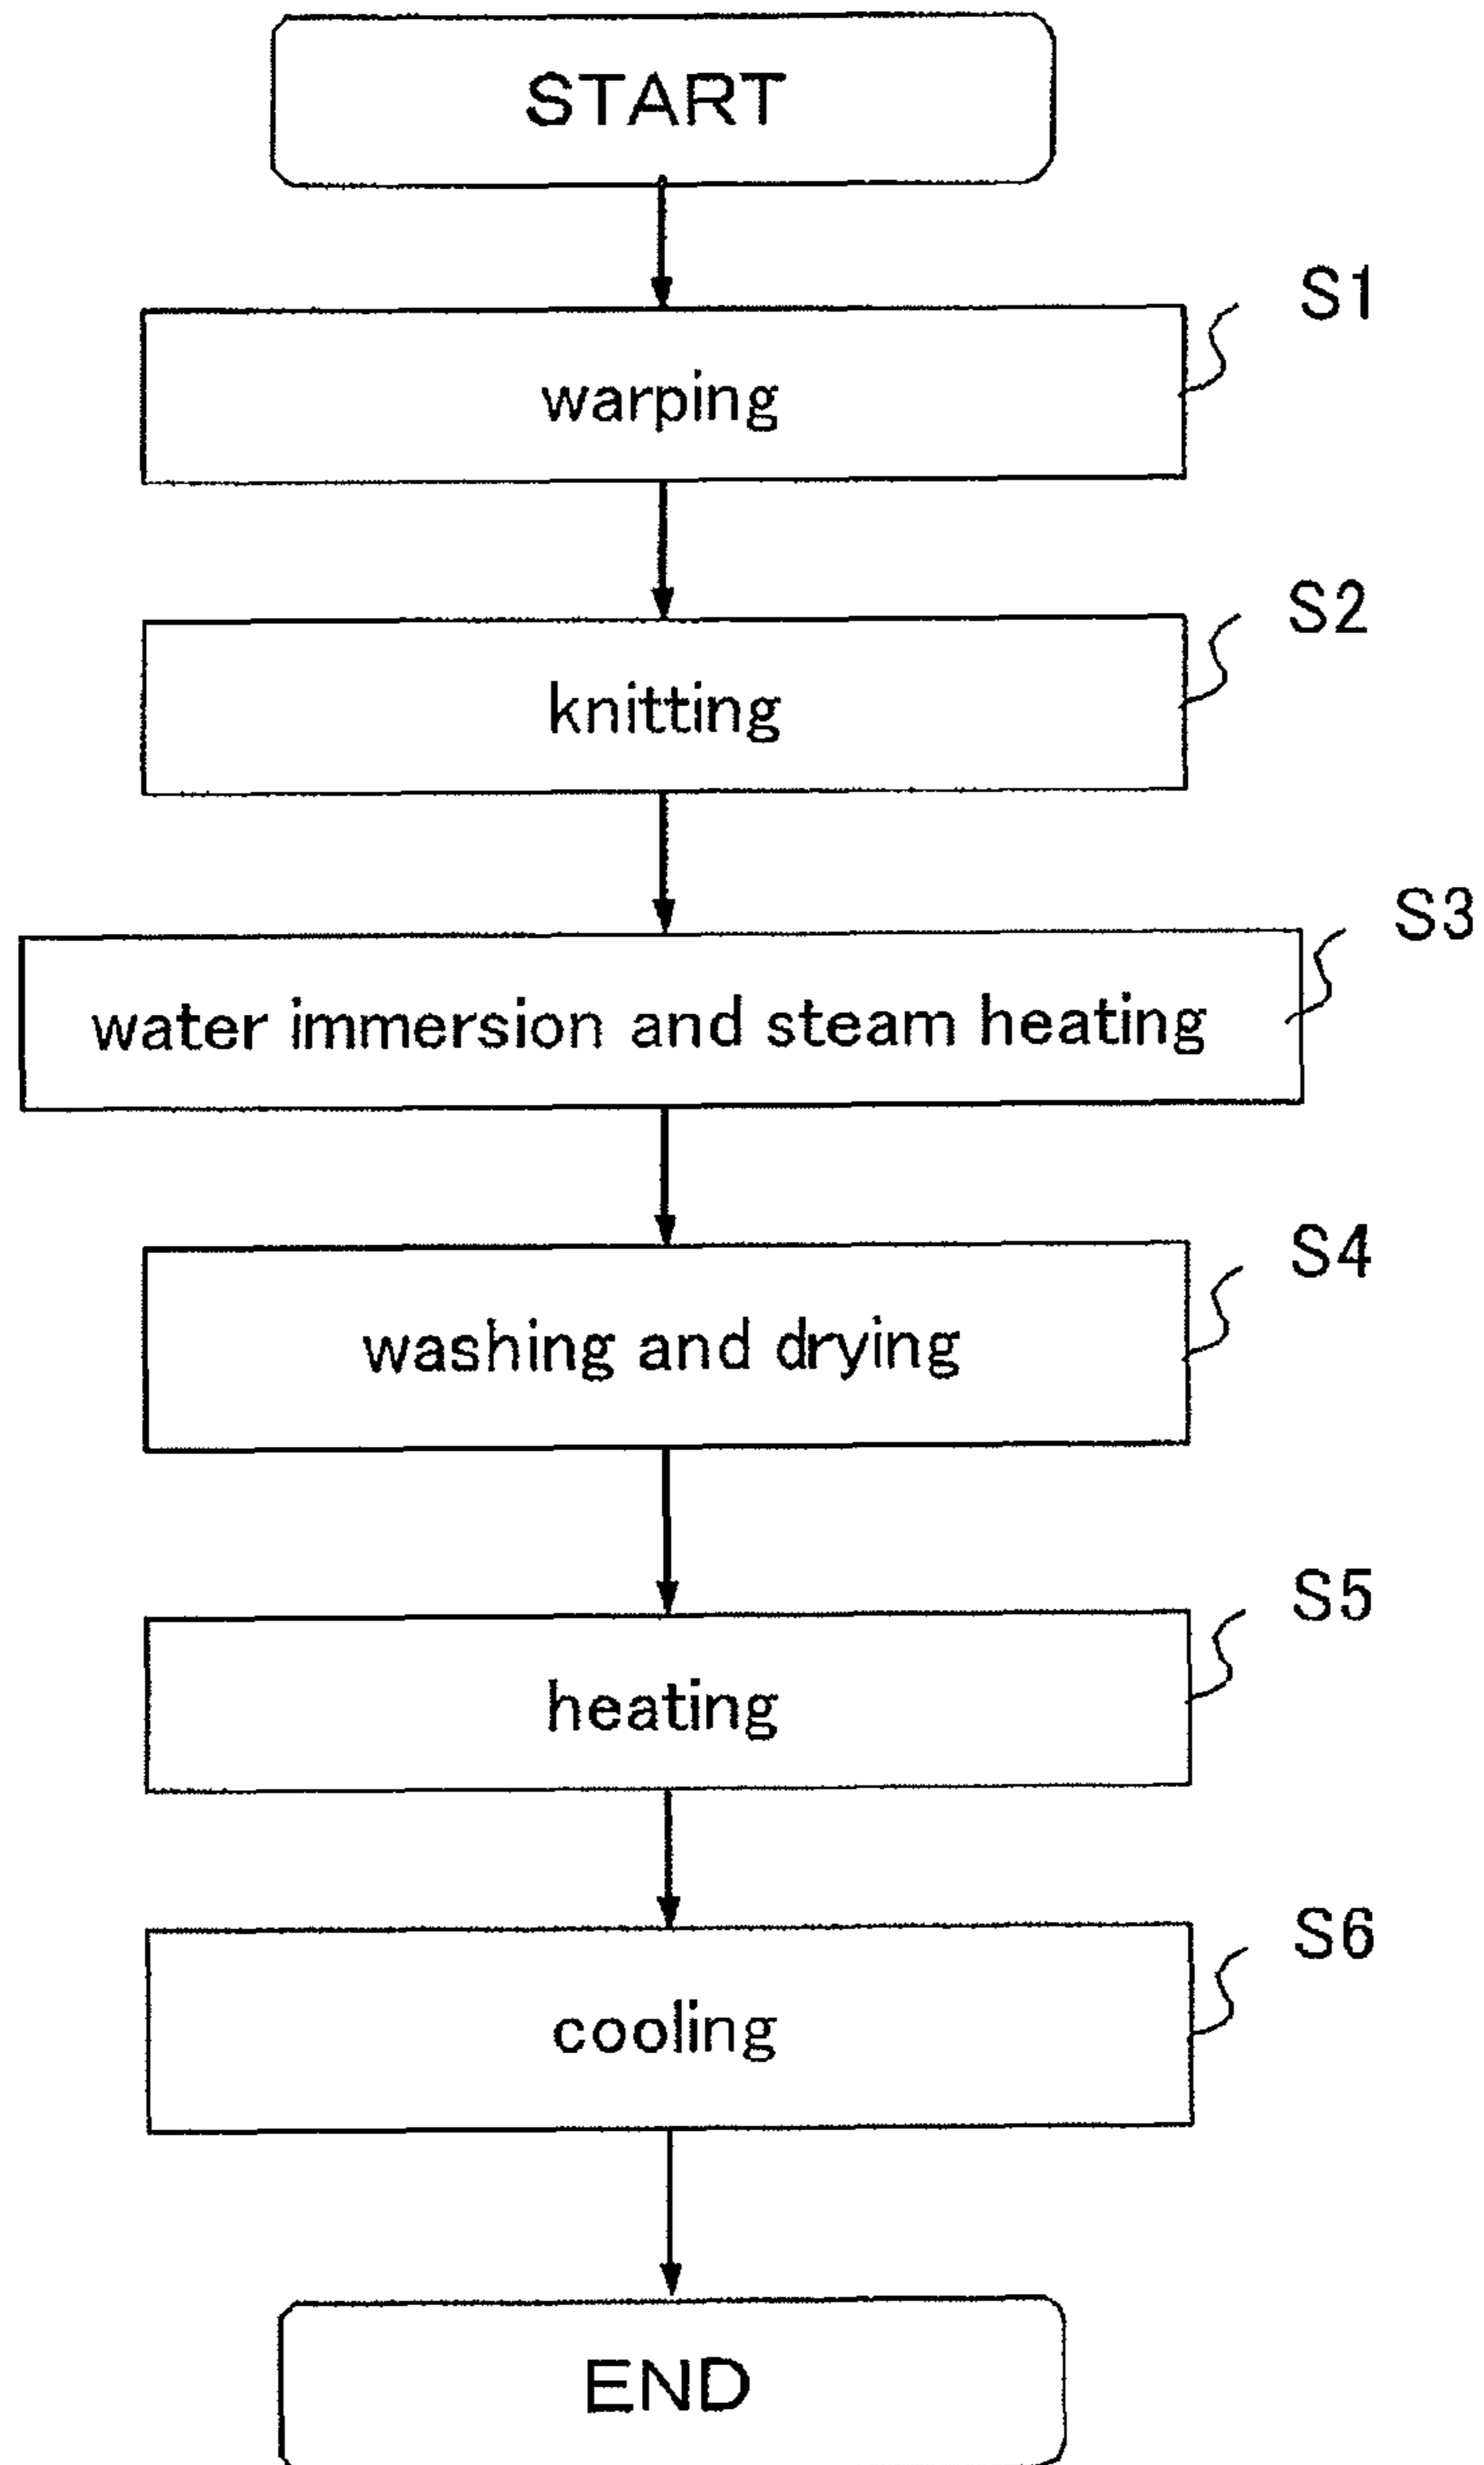 START
S1
warping
S2
knitting
S3
water immersion and steam heating
S4
washing and drying
S5
heating
S6
cooling
END